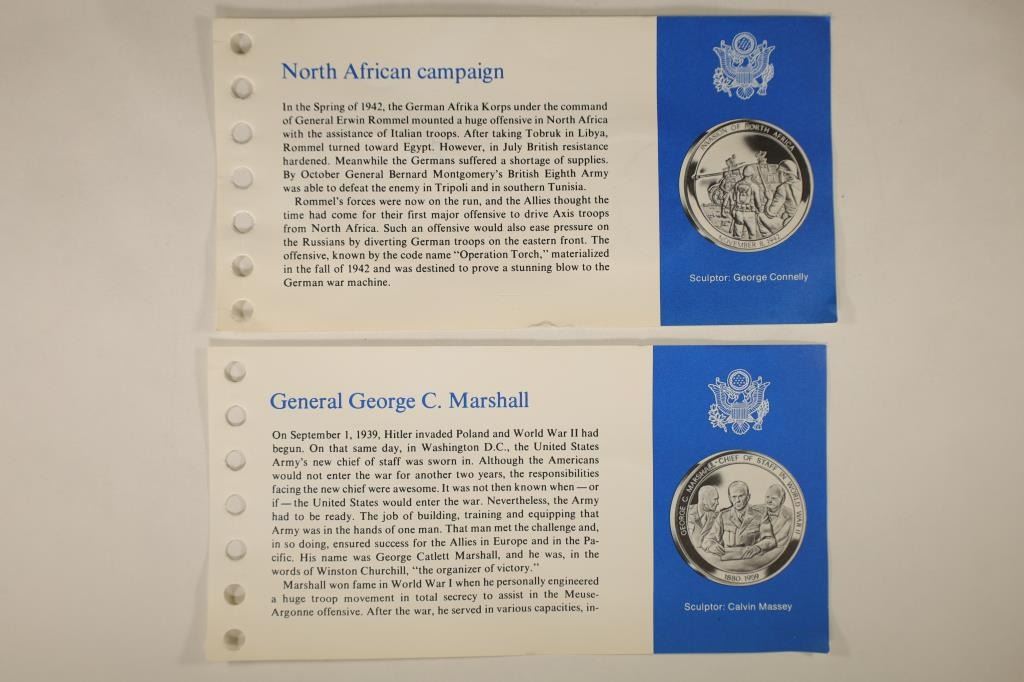 North African campaign
In the Spring of 1942, the German Afrika Korps under the command
of General Erwin Rommel mounted a huge offensive in North Africa
with the assistance of Italian troops. After taking Tobruk in Libya,
Rommel turned toward Egypt. However, in July British resistance
hardened. Meanwhile the Germans suffered a shortage of supplies.
By October General Bernard Montgomery's British Eighth Army
was able to defeat the enemy in Tripoli and in southern Tunisia.
Rommel's forces were now on the run, and the Allies thought the
time had come for their first major offensive to drive Axis troops
from North Africa. Such an offensive would also ease pressure on
the Russians by diverting German troops on the eastern front. The
offensive, known by the code name "Operation Torch," materialized
in the fall of 1942 and was destined to prove a stunning blow to the
German war machine.
INVASION OF NORTH AFRICA
NOVEMBER 8, 1942
Sculptor: George Connelly
General George C. Marshall
On September 1, 1939, Hitler invaded Poland and World War II had
begun. On that same day, in Washington D.C., the United States
Army's new chief of staff was sworn in. Although the Americans
would not enter the war for another two years, the responsibilities
facing the new chief were awesome. It was not then known when — or
if — the United States would enter the war. Nevertheless, the Army
had to be ready. The job of building, training and equipping that
Army was in the hands of one man. That man met the challenge and,
in so doing, ensured success for the Allies in Europe and in the Pa-
cific. His name was George Catlett Marshall, and he was, in the
words of Winston Churchill, "the organizer of victory."
Marshall won fame in World War I when he personally engineered
a huge troop movement in total secrecy to assist in the Meuse-
Argonne offensive. After the war, he served in various capacities, in-
GEORGE C. MARSHALL-CHIEF OF STAFF IN WORLD WAR II
1880 1959
Sculptor: Calvin Massey